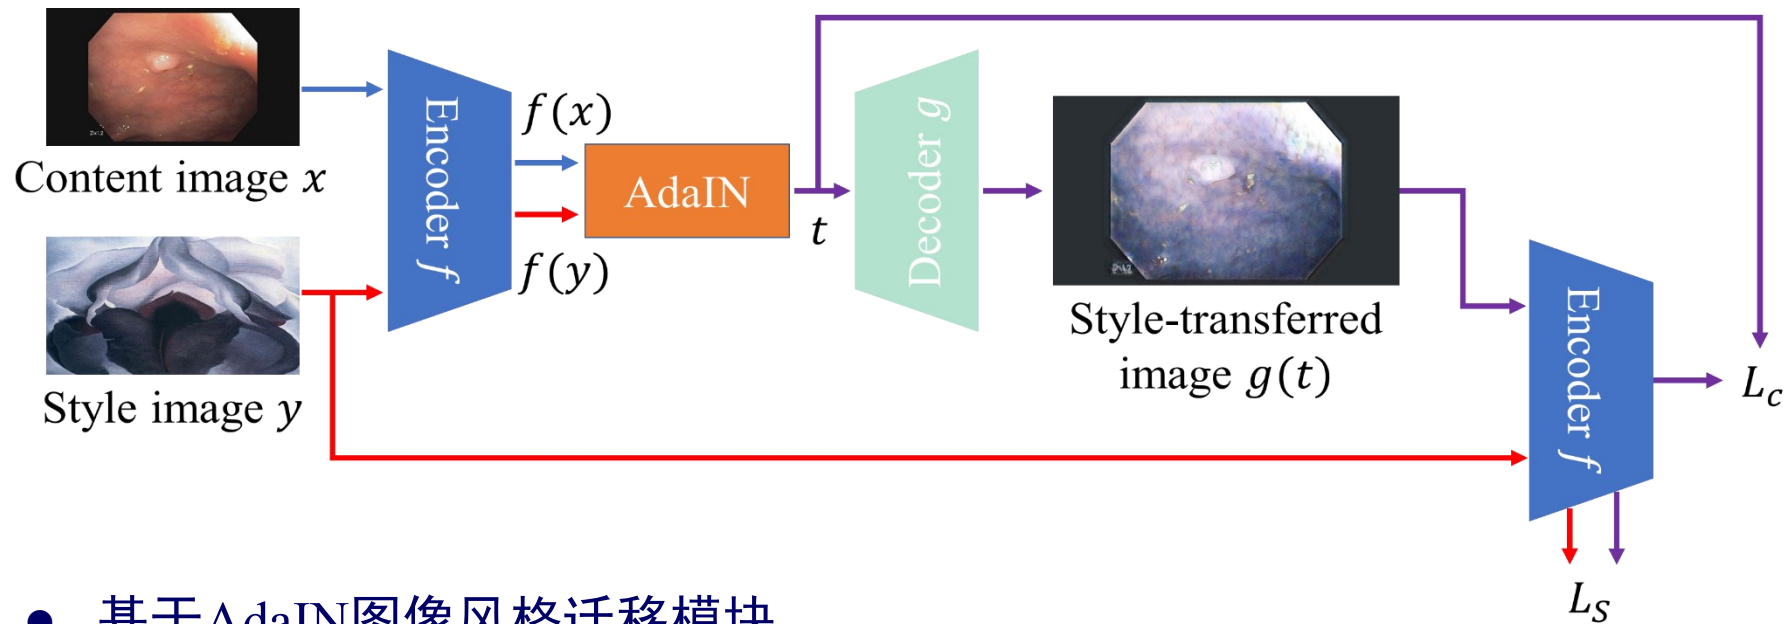 Content image x
Style image y
Encoder f
f(x)
f(y)
AdaIN
t
Decoder g
Style-transferred
image g(t)
Encoder f
L_c
L_S
● 基于AdaIN图像风格迁移模块